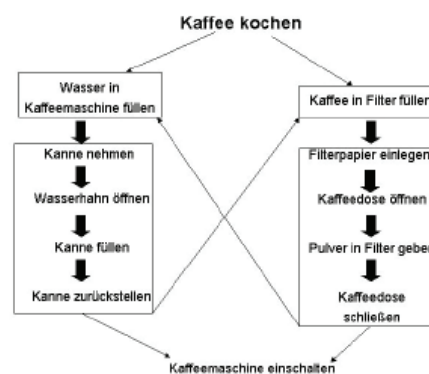 Kaffee kochen
Wasser in
Kaffeemaschine füllen
Kanne nehmen
Wasserhahn öffnen
Kanne füllen
Kanne zurückstellen
Kaffee in Filter füllen
Filterpapier einlegen
Kaffeedose öffnen
Pulver in Filter geben
Kaffeedose
schließen
Kaffeemaschine einschalten